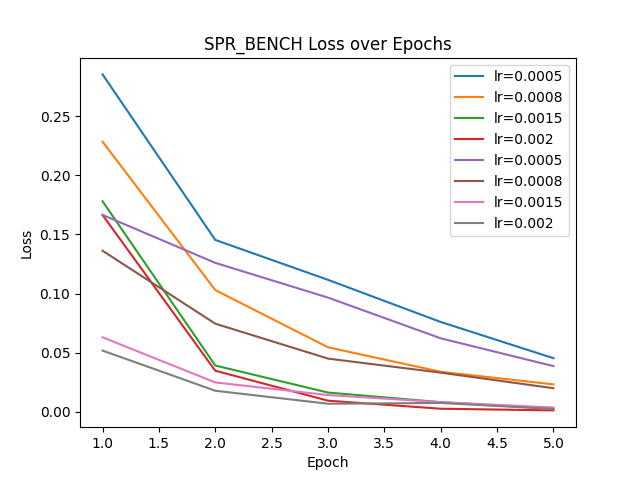 SPR_BENCH Loss over Epochs
lr=0.0005
lr=0.0008
lr=0.0015
lr=0.002
lr=0.0005
lr=0.0008
lr=0.0015
lr=0.002
Loss
0.25
0.20
0.15
0.10
0.05
0.00
1.0 1.5 2.0 2.5 3.0 3.5 4.0 4.5 5.0
Epoch